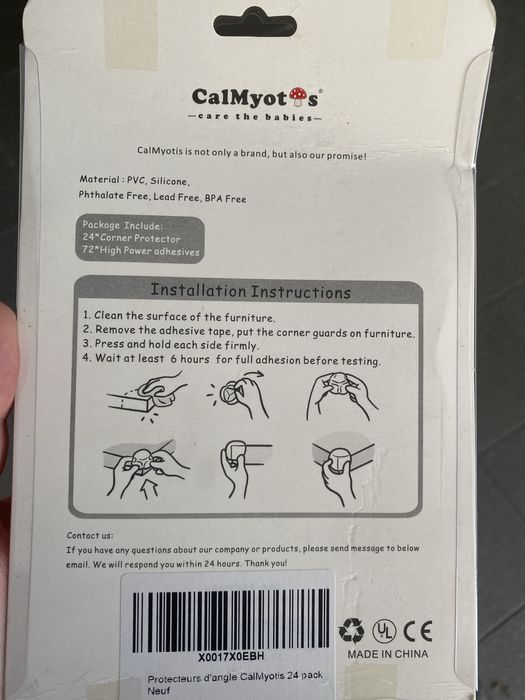 CalMyotis®
—care the babies—
CalMyotis is not only a brand, but also our promise!
Material : PVC, Silicone,
Phthalate Free, Lead Free, BPA Free
Package Include:
24*Corner Protector
72*High Power adhesives
Installation Instructions
1. Clean the surface of the furniture.
2. Remove the adhesive tape, put the corner guards on furniture.
3. Press and hold each side firmly.
4. Wait at least 6 hours for full adhesion before testing.
Contact us:
If you have any questions about our company or products, please send message to below
email. We will respond you within 24 hours. Thank you!
X0017X0EBH
UL CE
MADE IN CHINA
Protecteurs d'angle CalMyotis 24 pack
Neuf